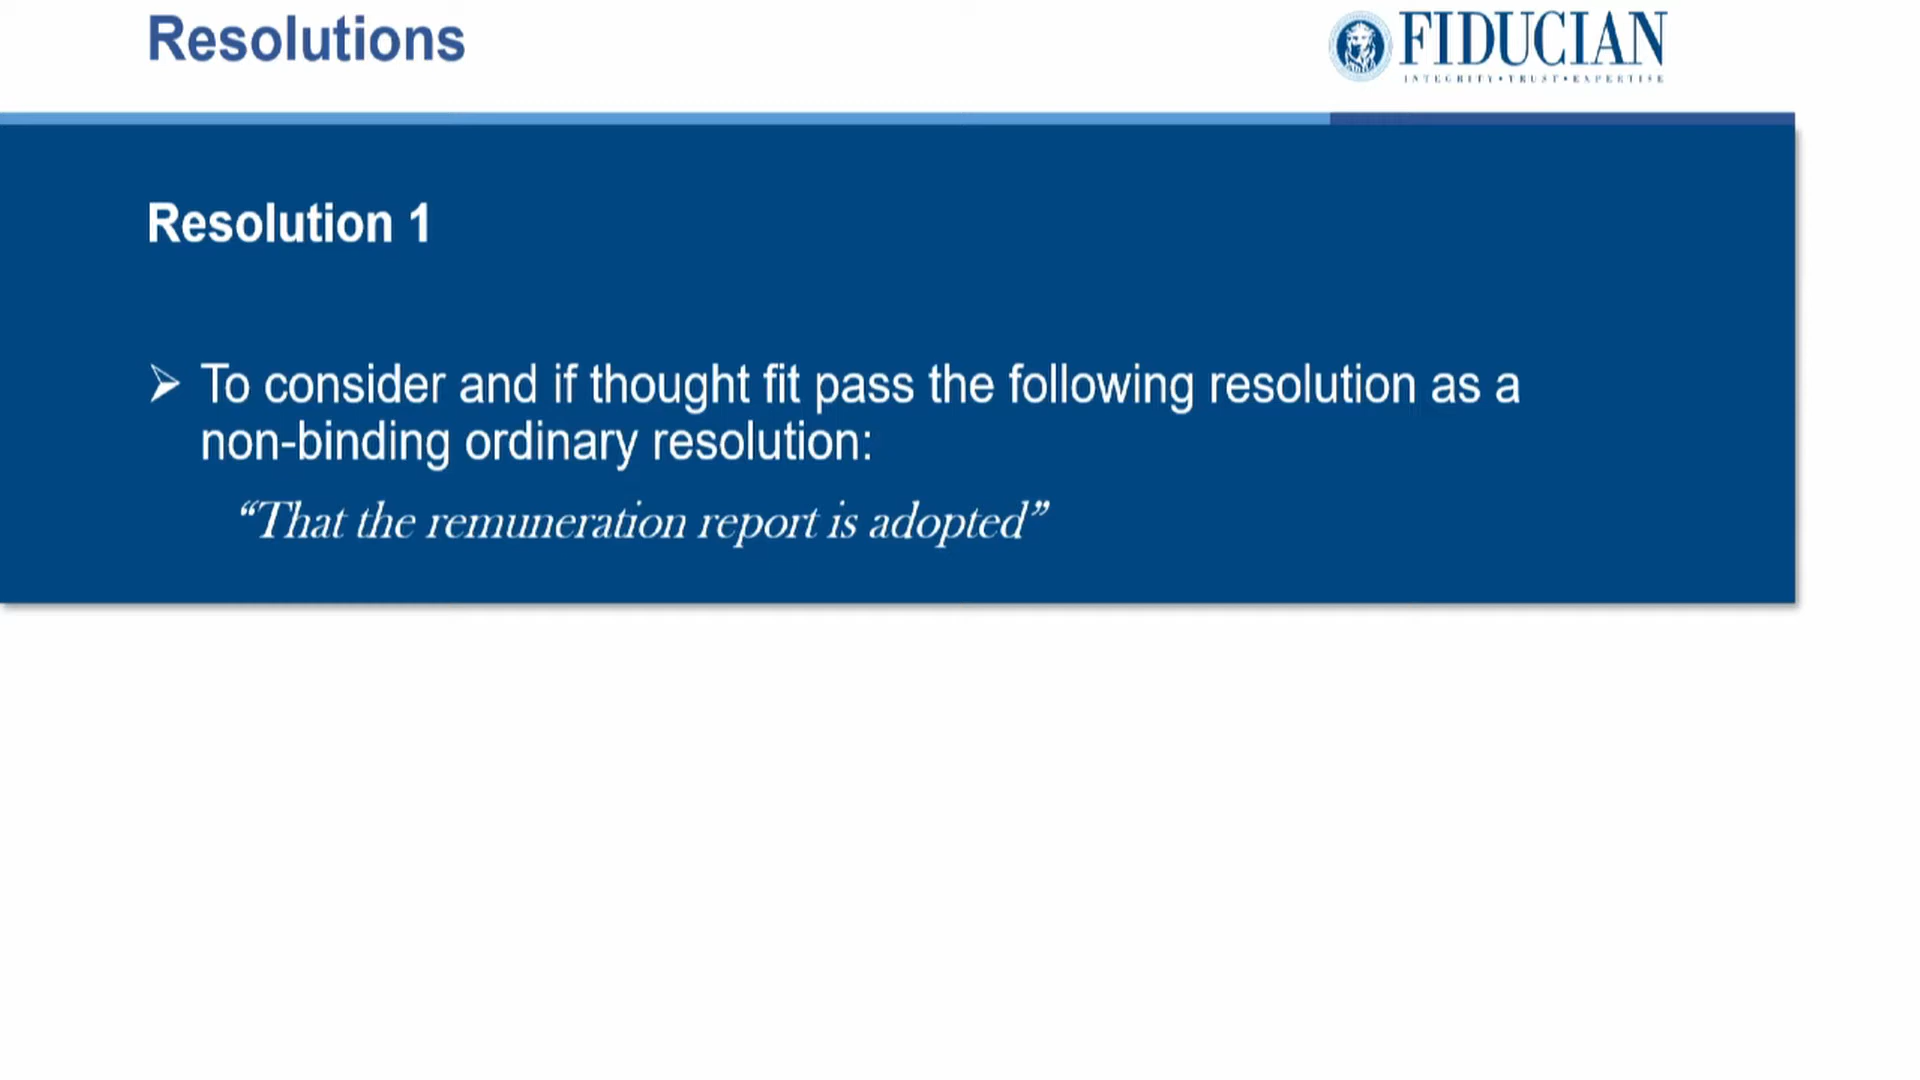 Resolutions
FIDUCIAN
INTEGRITY • TRUST • EXPERTISE
Resolution 1
➢ To consider and if thought fit pass the following resolution as a
non-binding ordinary resolution:
“That the remuneration report is adopted”